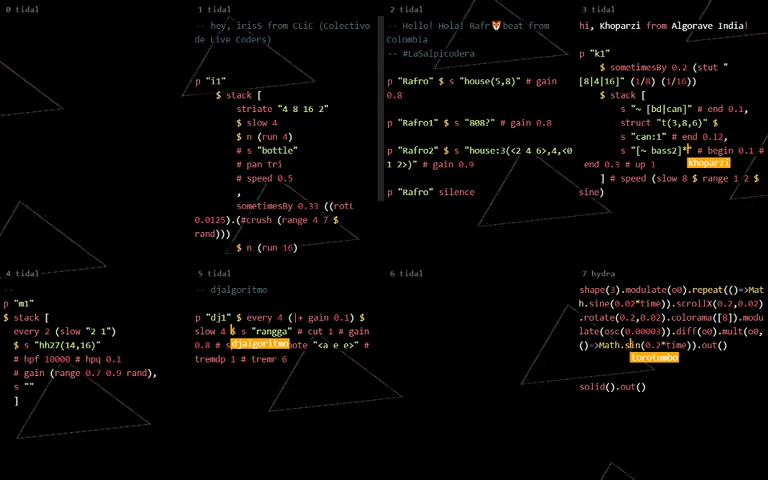 0 tidal
1 tidal
-- hey, irisS from CLiC (Colectivo
de Live Coders)
p "i1"
$ stack [
striate "4 8 16 2"
$ slow 4
$ n (run 4)
# s "bottle"
# pan tri
# speed 0.5
,
sometimesBy 0.33 ((rotL
0.0125).(#crush (range 4 7 $
rand)))
$ n (run 16)
2 tidal
-- Hello! Hola! Rafr🦊beat from
Colombia
-- #LaSalpicodera
p "Rafro" $ s "house(5,8)" # gain
0.8
p "Rafro1" $ s "808?" # gain 0.8
p "Rafro2" $ s "house:3(<2 4 6>,4,<0
1 2>)" # gain 0.9
p "Rafro" silence
3 tidal
hi, Khoparzi from Algorave India!
p "k1"
$ sometimesBy 0.2 (stut "
[8|4|16]" (1/8) (1/16))
$ stack [
s "~ [bd|can]" # end 0.1,
struct "t(3,8,6)" $
s "can:1" # end 0.12,
s "[~ bass2]*" # begin 0.1 #
end 0.3 # up 1
khoparzi
] # speed (slow 8 $ range 1 2 $
sine)
4 tidal
--
p "m1"
$ stack [
every 2 (slow "2 1")
$ s "hh27(14,16)"
# hpf 10000 # hpq 0.1
# gain (range 0.7 0.9 rand),
s ""
]
5 tidal
-- djalgoritmo
p "dj1" $ every 4 (|+ gain 0.1) $
slow 4 $ s "rangga" # cut 1 # gain
0.8 # s djalgoritmo note "<a e e>" #
tremdp 1 # tremr 6
6 tidal
7 hydra
shape(3).modulate(o0).repeat(()=>Mat
h.sine(0.02*time)).scrollX(0.2,0.02)
.rotate(0.2,0.02).colorama([8]).modu
late(osc(0.00003)).diff(o0).mult(o0,
()=>Math.sin(0.2*time)).out()
torotumbo
solid().out()